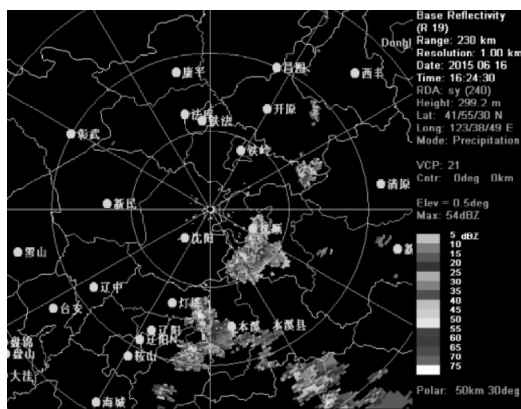 Base Reflectivity
(R 19)
Range: 230 km
Resolution: 1.00 km
Date: 2015 06 16
Time: 16:24:30
RDA: sy (240)
Height: 299.2 m
Lat: 41/55/30 N
Long: 123/38/49 E
Mode: Precipitation
VCP: 21
Cntr: 0deg 0km
Elev = 0.5deg
Max: 54dBZ
5 dBZ
10
15
20
25
30
35
40
45
50
55
60
65
70
75
Polar: 50km 30deg
康平
昌图
西丰
法库
铁法
开原
彰武
铁岭
清原
新民
抚顺
沈阳
黑山
辽中
台安
灯塔
本溪
本溪县
辽阳
辽阳N
盘锦
盘山
鞍山
大洼
海城